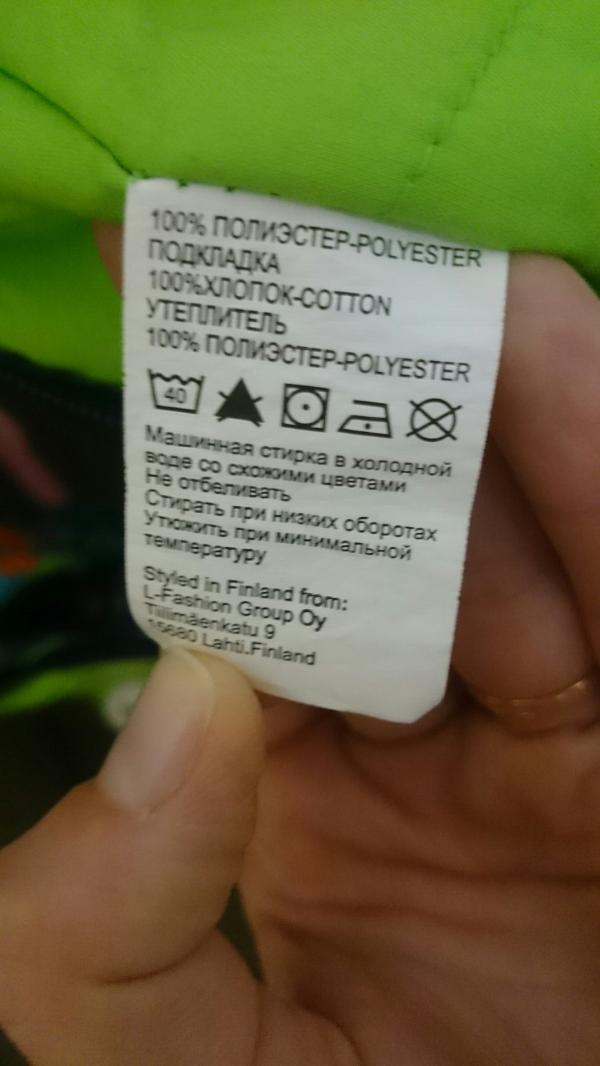 100% ПОЛИЭСТЕР-POLYESTER
ПОДКЛАДКА
100%ХЛОПОК-COTTON
УТЕПЛИТЕЛЬ
100% ПОЛИЭСТЕР-POLYESTER
40
Машинная стирка в холодной
воде со схожими цветами
Не отбеливать
Стирать при низких оборотах
Утюжить при минимальной
температуру
Styled in Finland from:
L-Fashion Group Oy
Tiilimäenkatu 9
15680 Lahti.Finland